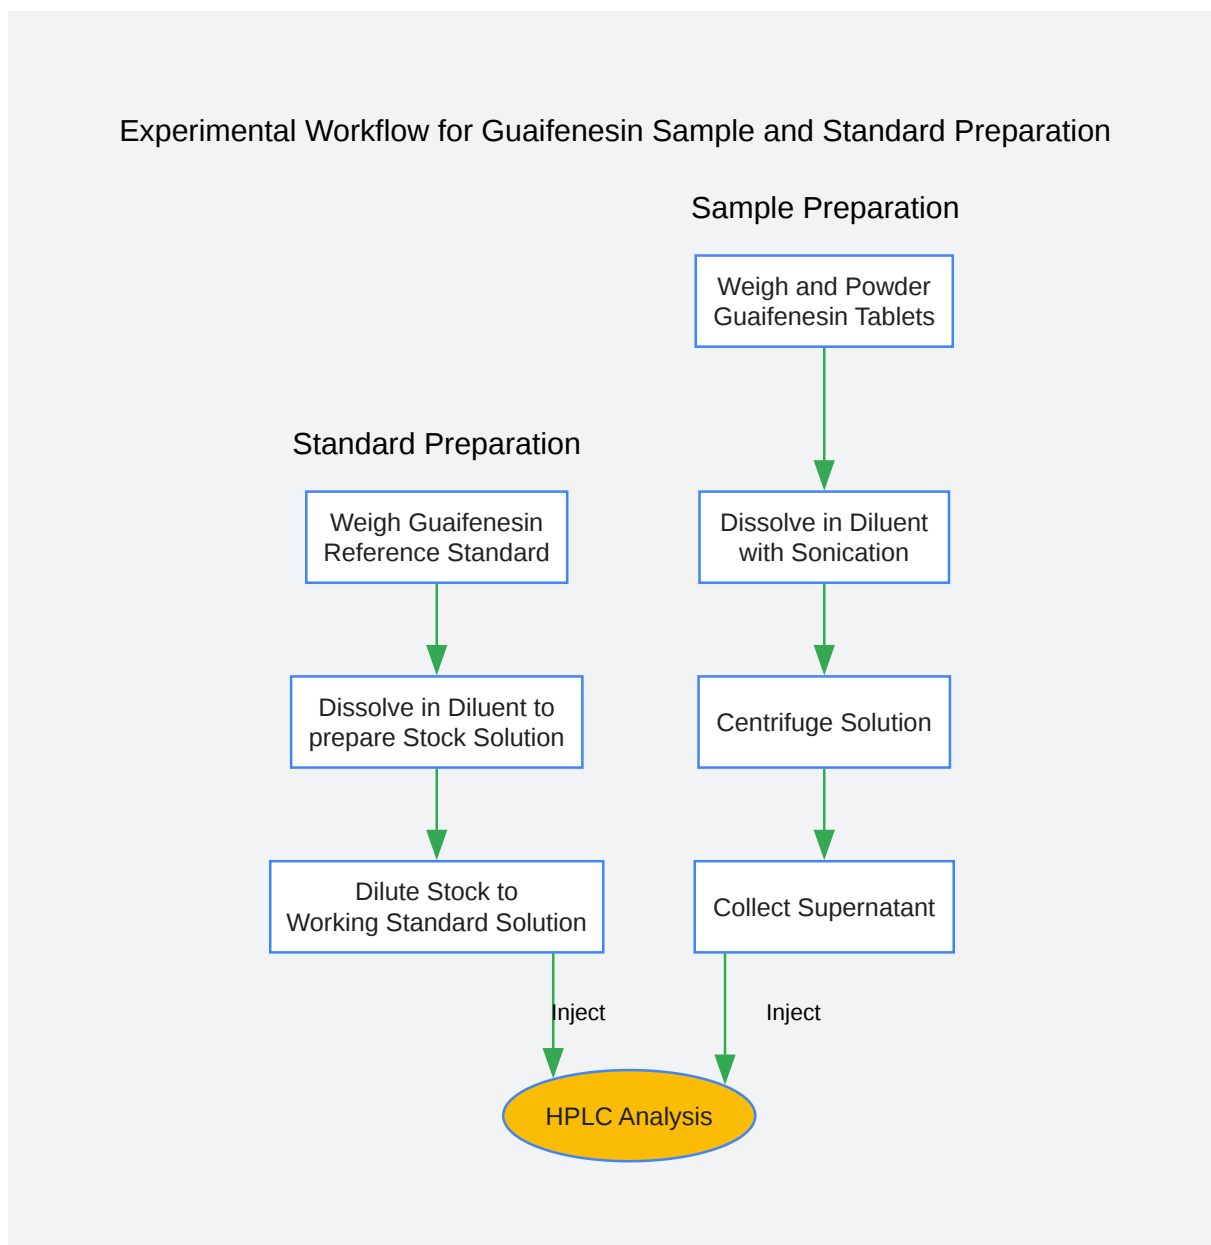 Experimental Workflow for Guaifenesin Sample and Standard Preparation
Sample Preparation
Weigh and Powder
Guaifenesin Tablets
Dissolve in Diluent
with Sonication
Centrifuge Solution
Collect Supernatant
Inject
Standard Preparation
Weigh Guaifenesin
Reference Standard
Dissolve in Diluent to
prepare Stock Solution
Dilute Stock to
Working Standard Solution
Inject
HPLC Analysis